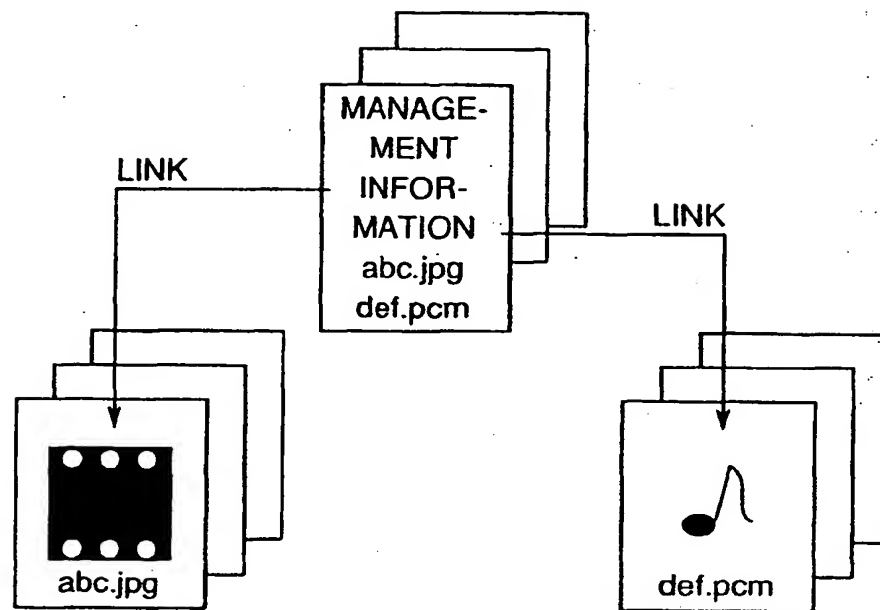 MANAGE-
MENT
INFOR-
MATION
abc.jpg
def.pcm
LINK
LINK
abc.jpg
def.pcm